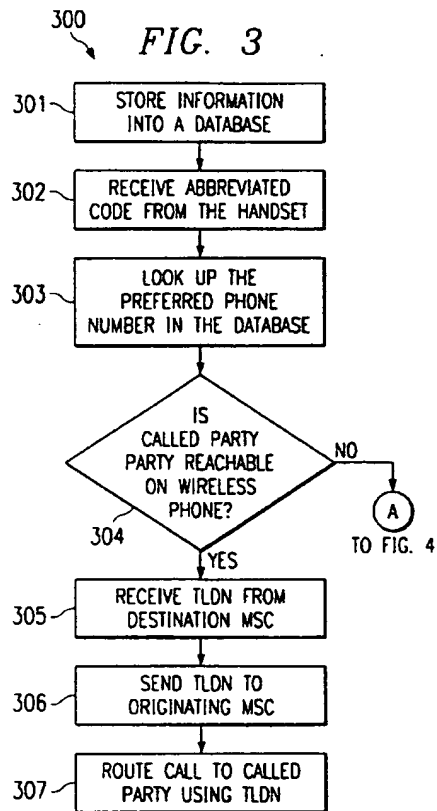 300
FIG. 3
301
STORE INFORMATION
INTO A DATABASE
302
RECEIVE ABBREVIATED
CODE FROM THE HANDSET
303
LOOK UP THE
PREFERRED PHONE
NUMBER IN THE DATABASE
IS
CALLED PARTY
PARTY REACHABLE
ON WIRELESS
PHONE?
304
NO
A
TO FIG. 4
YES
305
RECEIVE TLDN FROM
DESTINATION MSC
306
SEND TLDN TO
ORIGINATING MSC
307
ROUTE CALL TO CALLED
PARTY USING TLDN